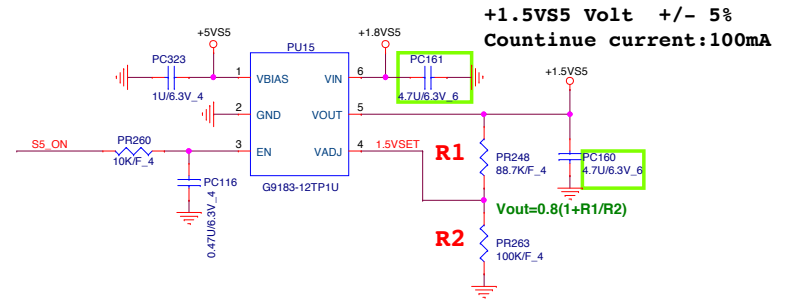 +1.5VS5 Volt +/- 5%
Countinue current:100mA
+5VS5
+1.8VS5
+1.5VS5
PU15
PC323
1U/6.3V_4
PC161
4.7U/6.3V_6
1 VBIAS VIN 6
2 GND VOUT 5
3 EN VADJ 4
S5_ON
PR260
10K/F_4
1.5VSET
R1
PR248
88.7K/F_4
PC160
4.7U/6.3V_6
PC116
0.47U/6.3V_4
G9183-12TP1U
Vout=0.8(1+R1/R2)
R2
PR263
100K/F_4